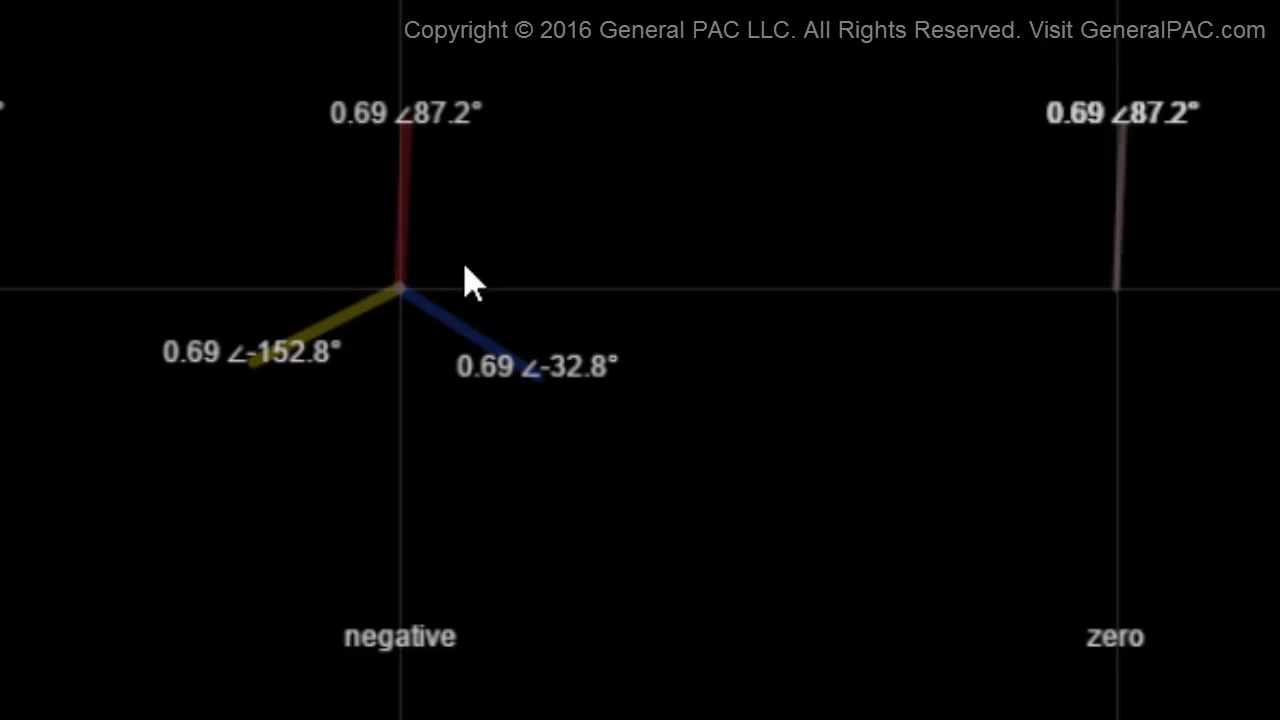 Copyright © 2016 General PAC LLC. All Rights Reserved. Visit GeneralPAC.com
0.69 ∠87.2°
0.69 ∠87.2°
0.69 ∠-152.8°
0.69 ∠-32.8°
negative
zero